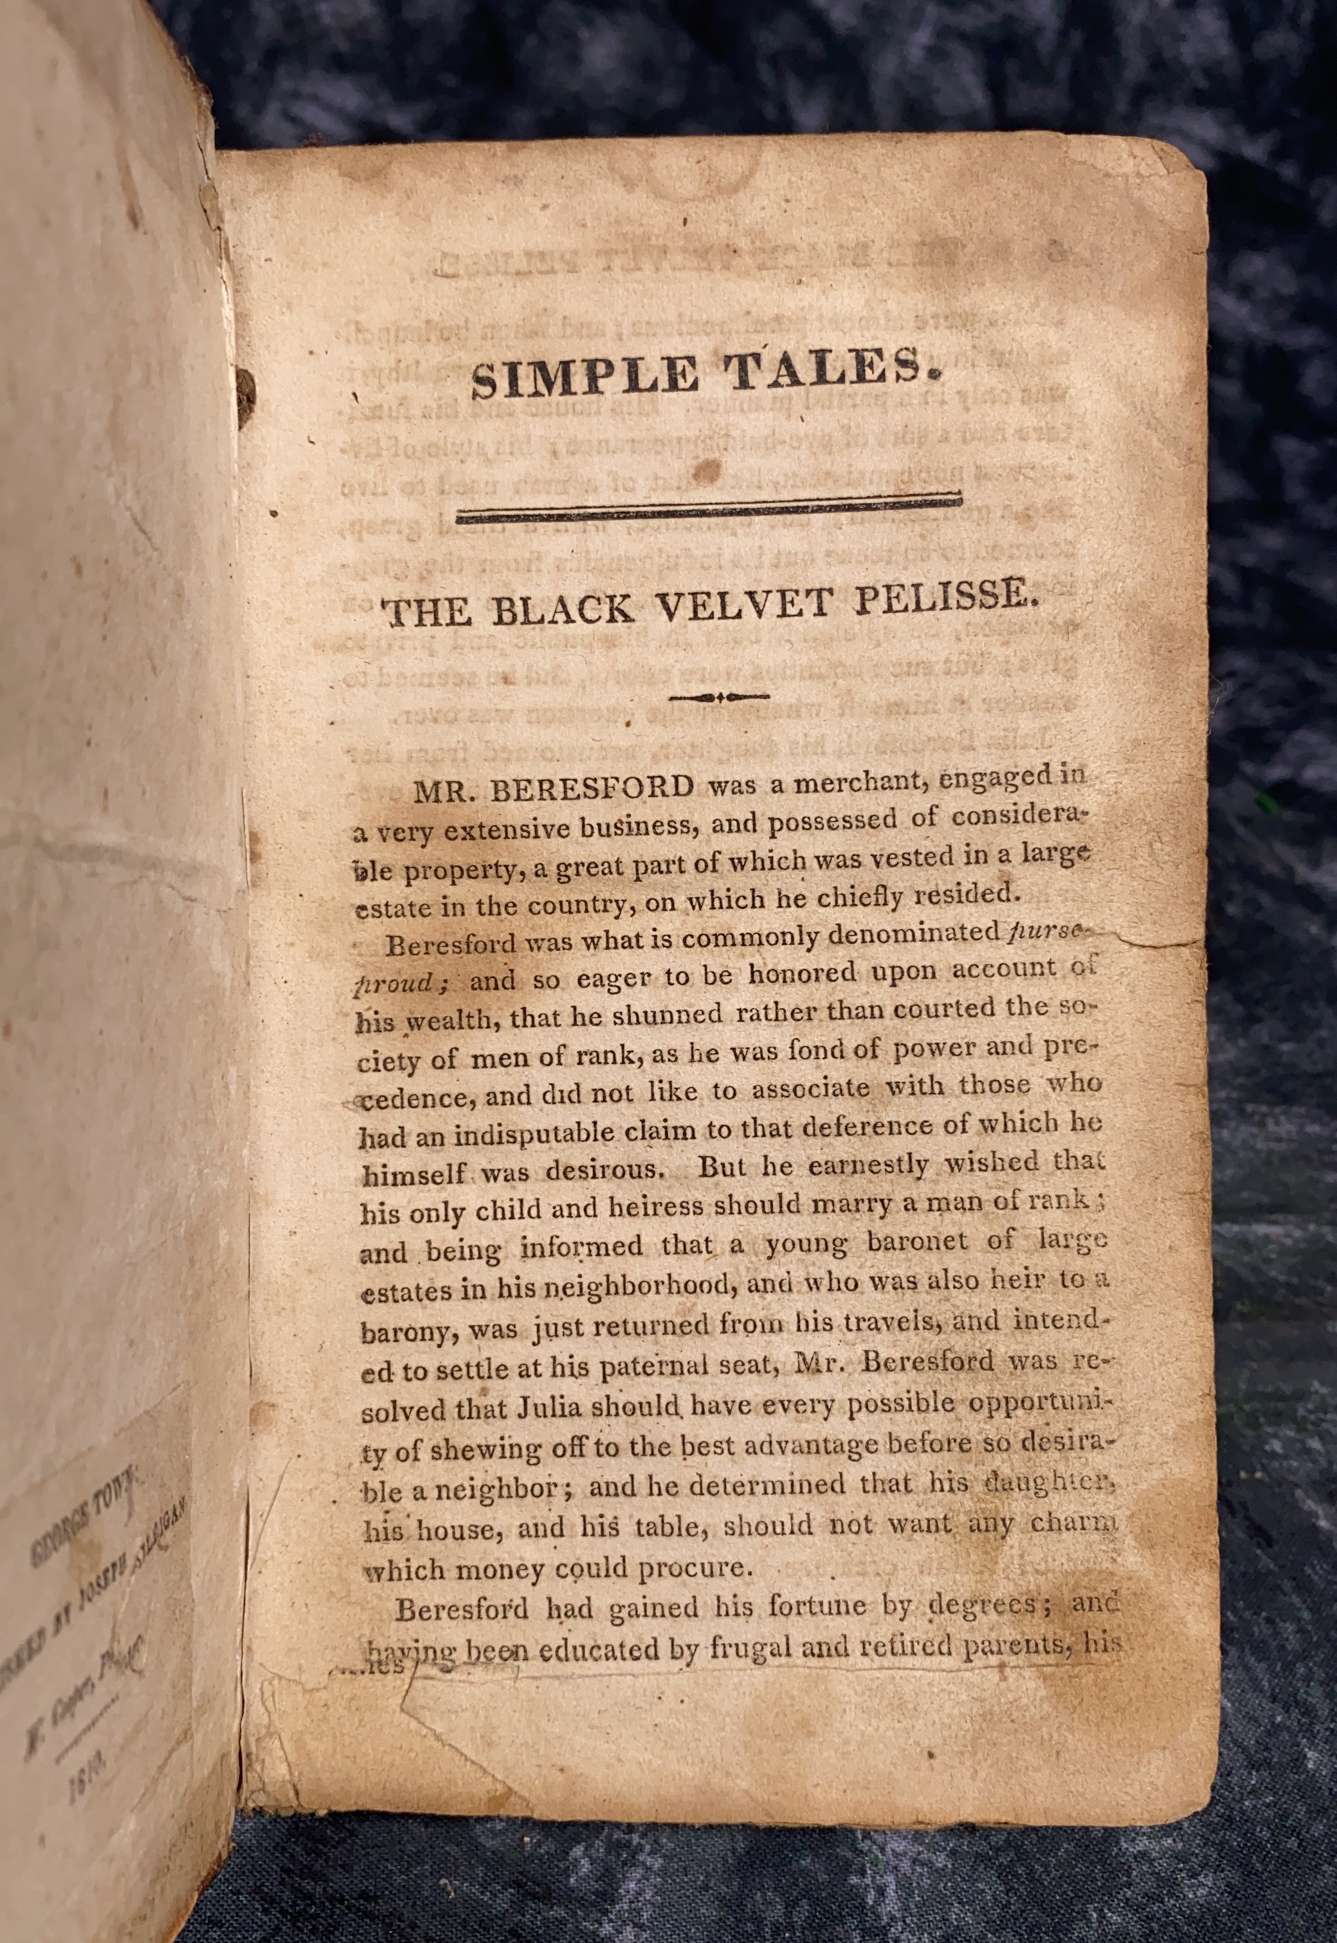 GEORGE TOWN:
BY JOSEPH MILLIGAN
W. Cooper, Printer
1810.
SIMPLE TALES.
THE BLACK VELVET PELISSE.
MR. BERESFORD was a merchant, engaged in
a very extensive business, and possessed of considera-
ble property, a great part of which was vested in a large
estate in the country, on which he chiefly resided.
Beresford was what is commonly denominated purse-
proud; and so eager to be honored upon account of
his wealth, that he shunned rather than courted the so-
ciety of men of rank, as he was fond of power and pre-
cedence, and did not like to associate with those who
had an indisputable claim to that deference of which he
himself was desirous. But he earnestly wished that
his only child and heiress should marry a man of rank;
and being informed that a young baronet of large
estates in his neighborhood, and who was also heir to a
barony, was just returned from his travels, and intend-
ed to settle at his paternal seat, Mr. Beresford was re-
solved that Julia should have every possible opportuni-
ty of shewing off to the best advantage before so desira-
ble a neighbor; and he determined that his daughter,
his house, and his table, should not want any charm
which money could procure.
Beresford had gained his fortune by degrees; and
having been educated by frugal and retired parents, his